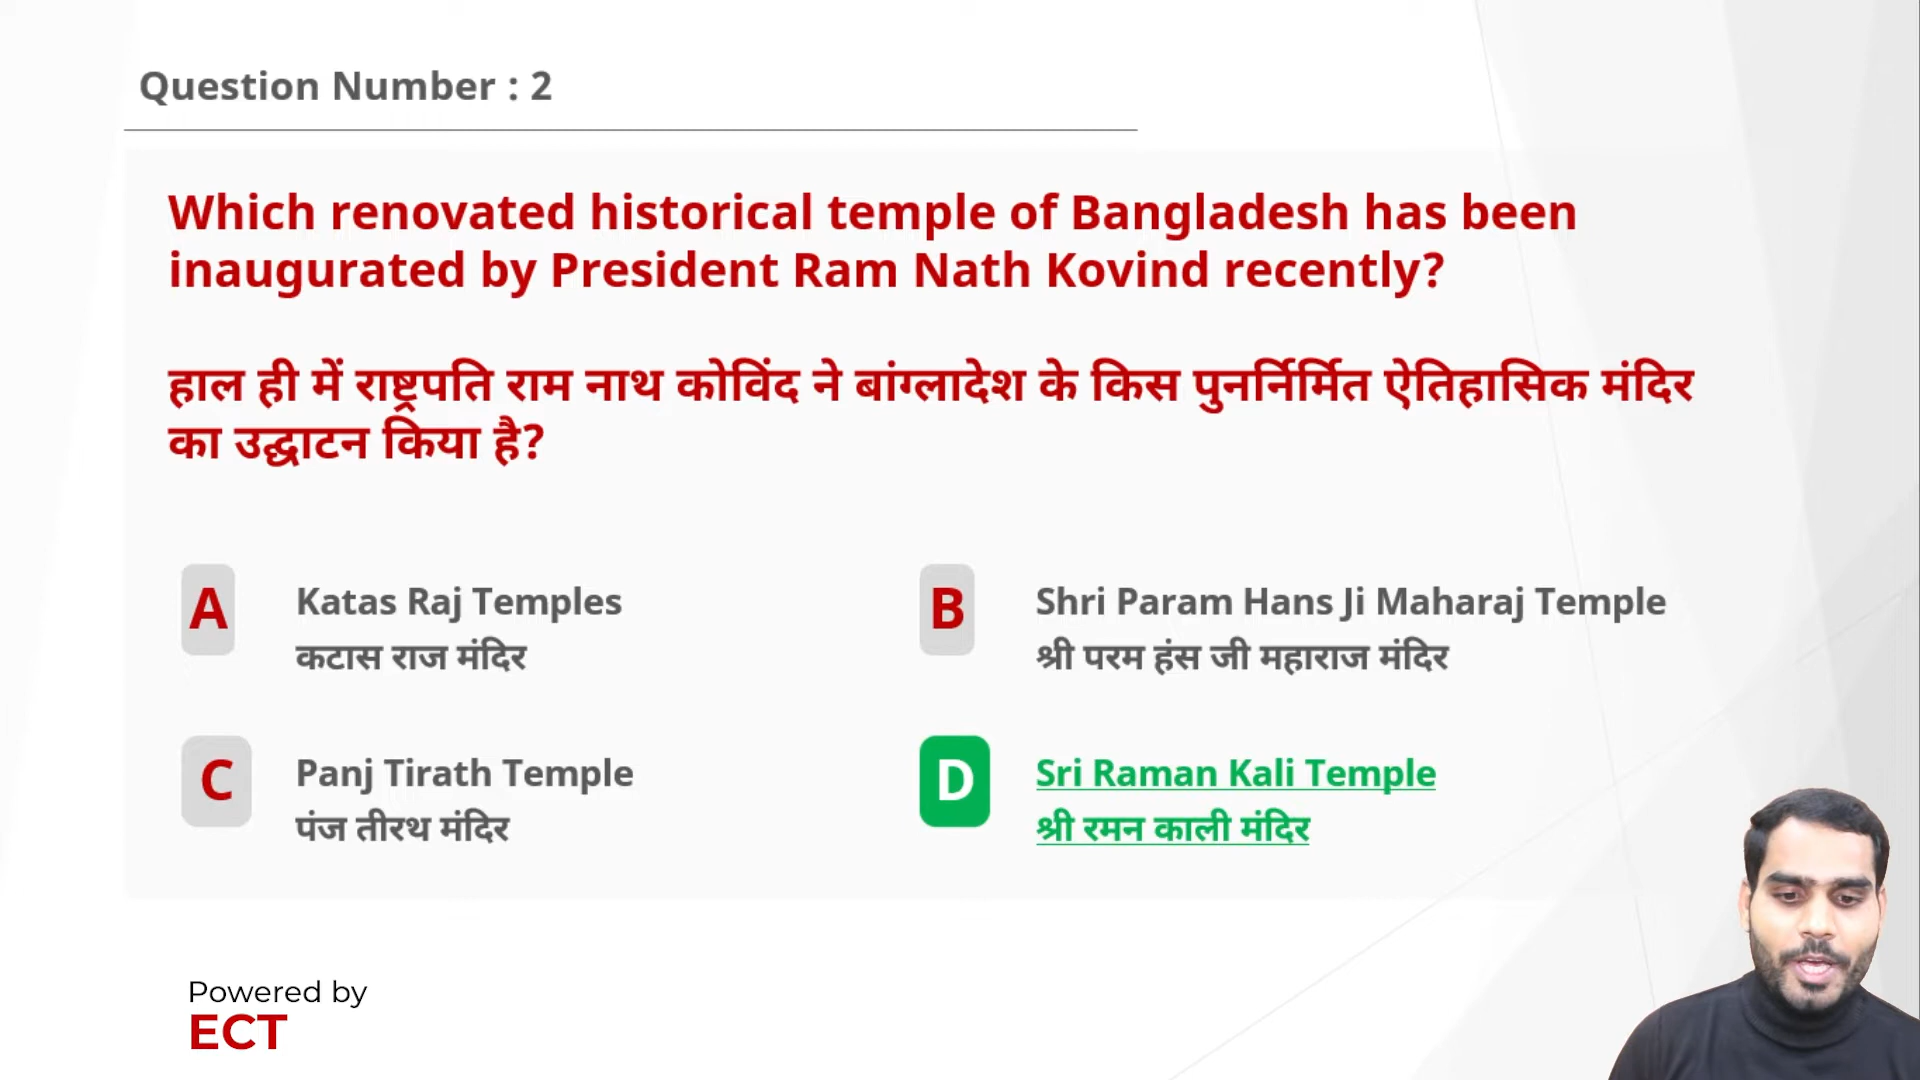 Question Number : 2
Which renovated historical temple of Bangladesh has been
inaugurated by President Ram Nath Kovind recently?
हाल ही में राष्ट्रपति राम नाथ कोविंद ने बांग्लादेश के किस पुनर्निर्मित ऐतिहासिक मंदिर
का उद्घाटन किया है?
A Katas Raj Temples
कटास राज मंदिर
B Shri Param Hans Ji Maharaj Temple
श्री परम हंस जी महाराज मंदिर
C Panj Tirath Temple
पंज तीरथ मंदिर
D Sri Raman Kali Temple
श्री रमन काली मंदिर
Powered by
ECT